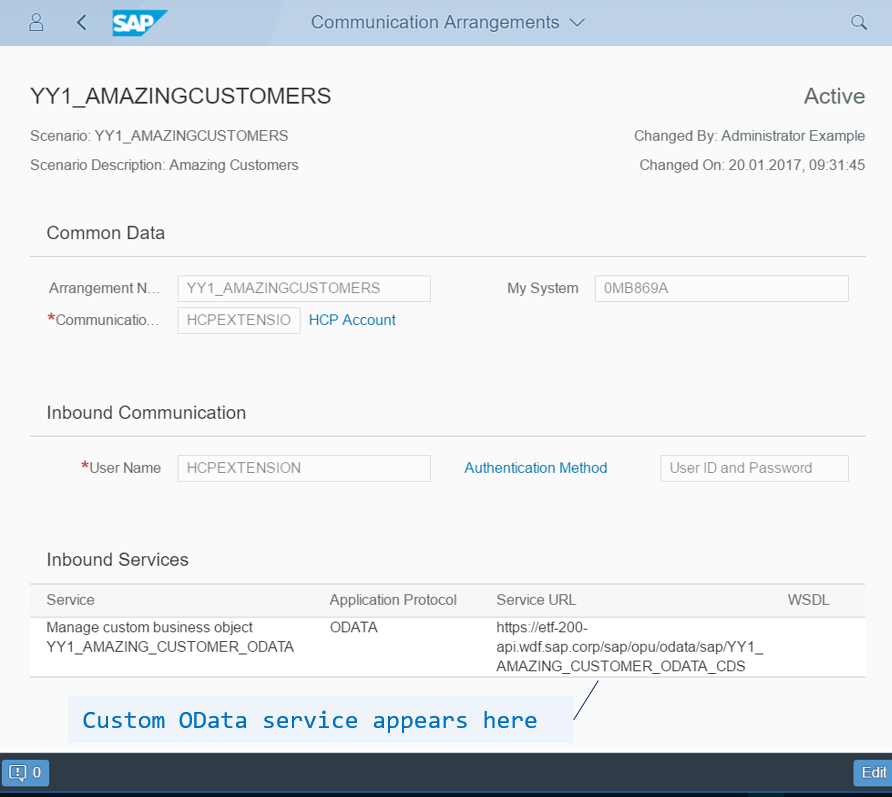 SAP Communication Arrangements
YY1_AMAZINGCUSTOMERS Active
Scenario: YY1_AMAZINGCUSTOMERS Changed By: Administrator Example
Scenario Description: Amazing Customers Changed On: 20.01.2017, 09:31:45
Common Data
Arrangement N... YY1_AMAZINGCUSTOMERS My System 0MB869A
*Communicatio... HCPEXTENSIO HCP Account
Inbound Communication
*User Name HCPEXTENSION Authentication Method User ID and Password
Inbound Services
Service Application Protocol Service URL WSDL
Manage custom business object ODATA https://etf-200-
YY1_AMAZING_CUSTOMER_ODATA api.wdf.sap.corp/sap/opu/odata/sap/YY1_
AMAZING_CUSTOMER_ODATA_CDS
Custom OData service appears here
0 Edit